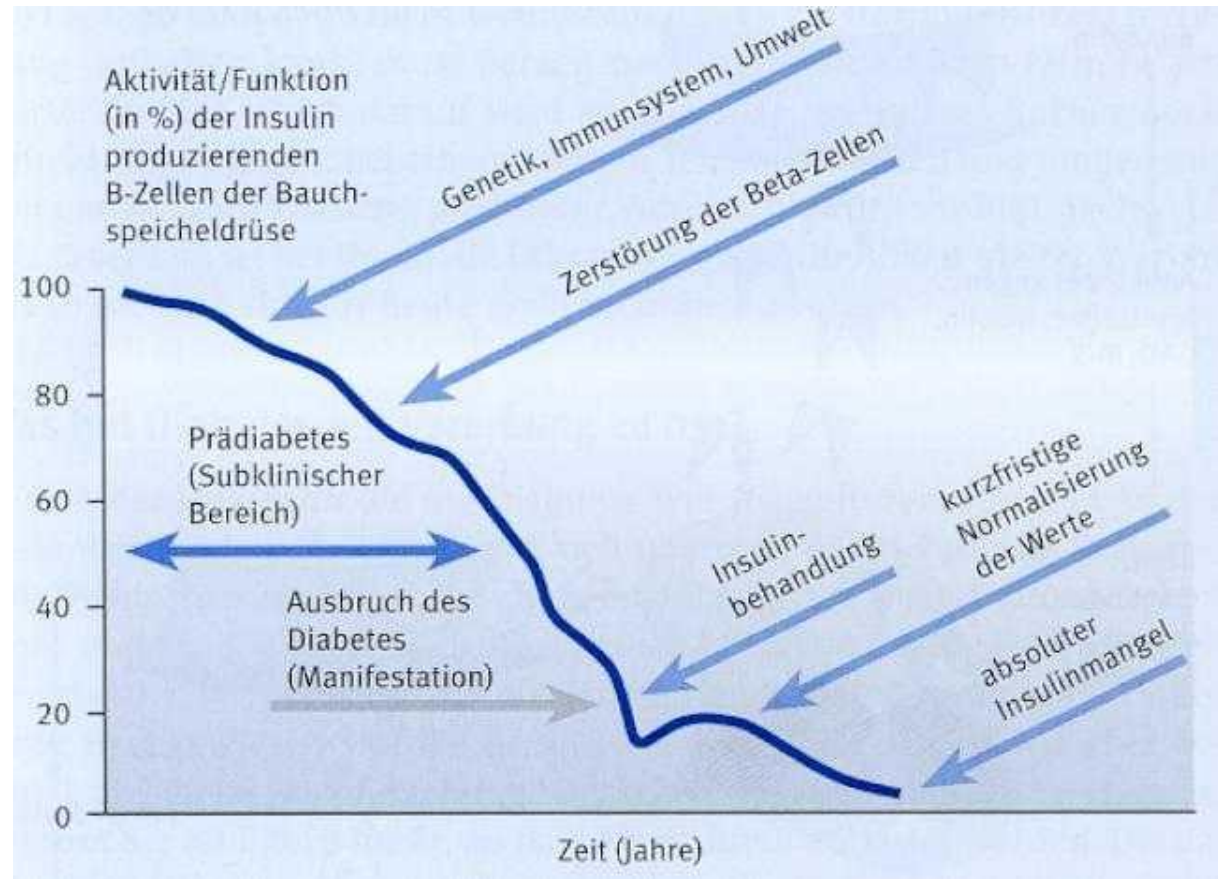 Aktivität/Funktion
(in %) der Insulin
produzierenden
B-Zellen der Bauch-
speicheldrüse
Genetik, Immunsystem, Umwelt
Zerstörung der Beta-Zellen
100
80
60
40
20
0
Prädiabetes
(Subklinischer
Bereich)
Ausbruch des
Diabetes
(Manifestation)
Insulin-
behandlung
kurzfristige
Normalisierung
der Werte
absoluter
Insulinmangel
Zeit (Jahre)